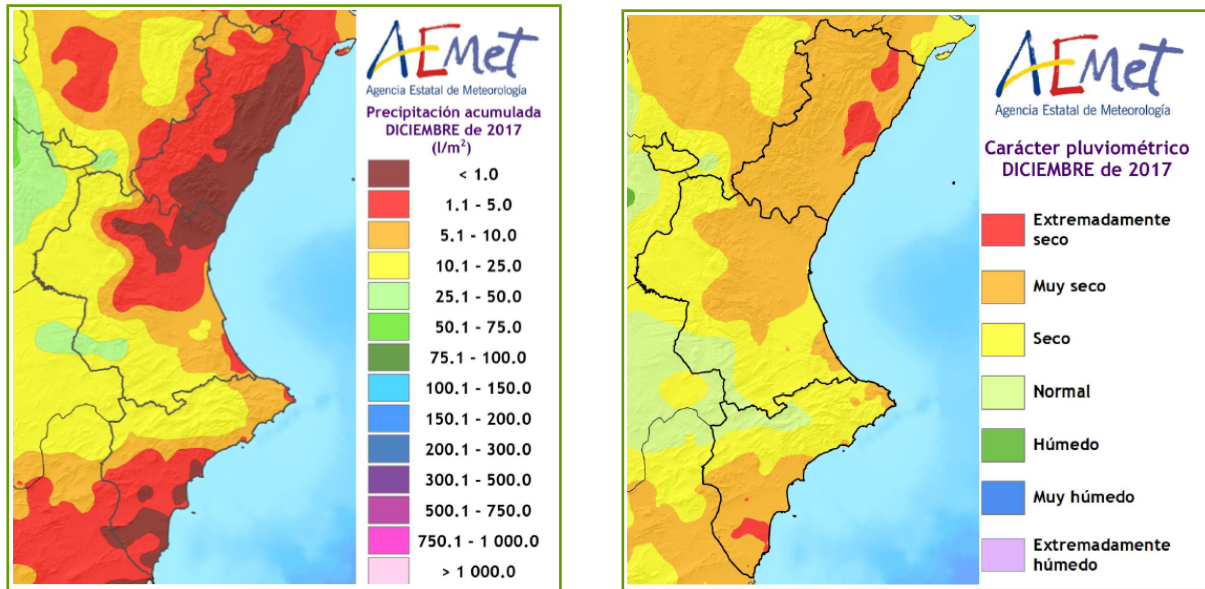 AEMet
Agencia Estatal de Meteorología
Precipitación acumulada
DICIEMBRE de 2017
(l/m²)
< 1.0
1.1 - 5.0
5.1 - 10.0
10.1 - 25.0
25.1 - 50.0
50.1 - 75.0
75.1 - 100.0
100.1 - 150.0
150.1 - 200.0
200.1 - 300.0
300.1 - 500.0
500.1 - 750.0
750.1 - 1 000.0
> 1 000.0
AEMet
Agencia Estatal de Meteorología
Carácter pluviométrico
DICIEMBRE de 2017
Extremadamente
seco
Muy seco
Seco
Normal
Húmedo
Muy húmedo
Extremadamente
húmedo